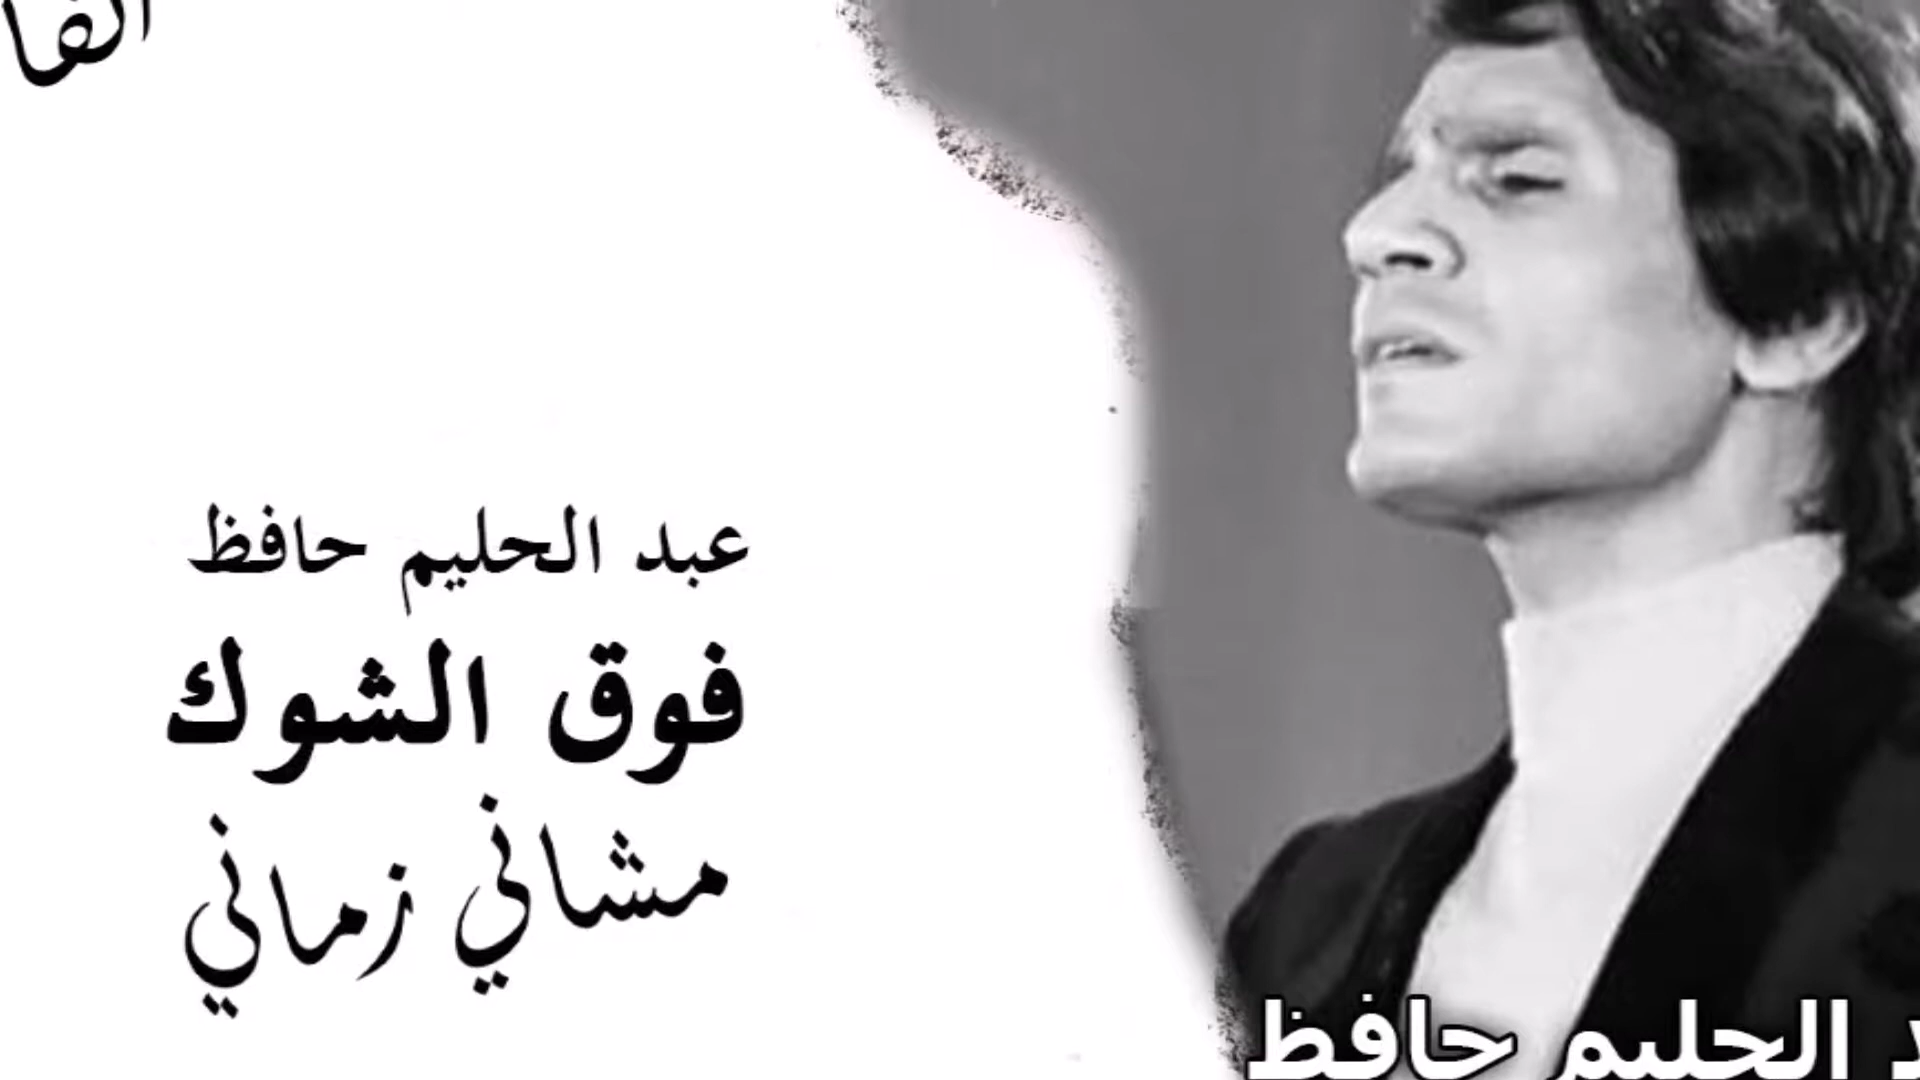 عبد الحليم حافظ
فوق الشوك
مشاني زماني
الحليم حافظ